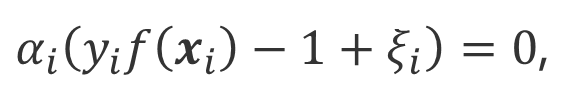 αᵢ(yᵢf(𝒙ᵢ) − 1 + ξᵢ) = 0,